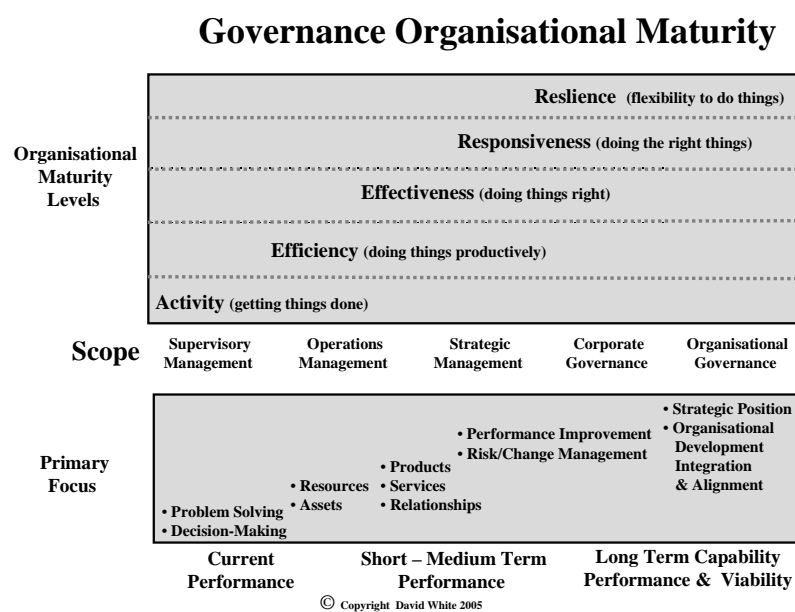 Governance Organisational Maturity
Organisational
Maturity
Levels
Reslience (flexibility to do things)
Responsiveness (doing the right things)
Effectiveness (doing things right)
Efficiency (doing things productively)
Activity (getting things done)
Scope
Supervisory
Management
Operations
Management
Strategic
Management
Corporate
Governance
Organisational
Governance
Primary
Focus
• Problem Solving
• Decision-Making
• Resources
• Assets
• Products
• Services
• Relationships
• Performance Improvement
• Risk/Change Management
• Strategic Position
• Organisational
Development
Integration
& Alignment
Current
Performance
Short – Medium Term
Performance
Long Term Capability
Performance & Viability
© Copyright David White 2005